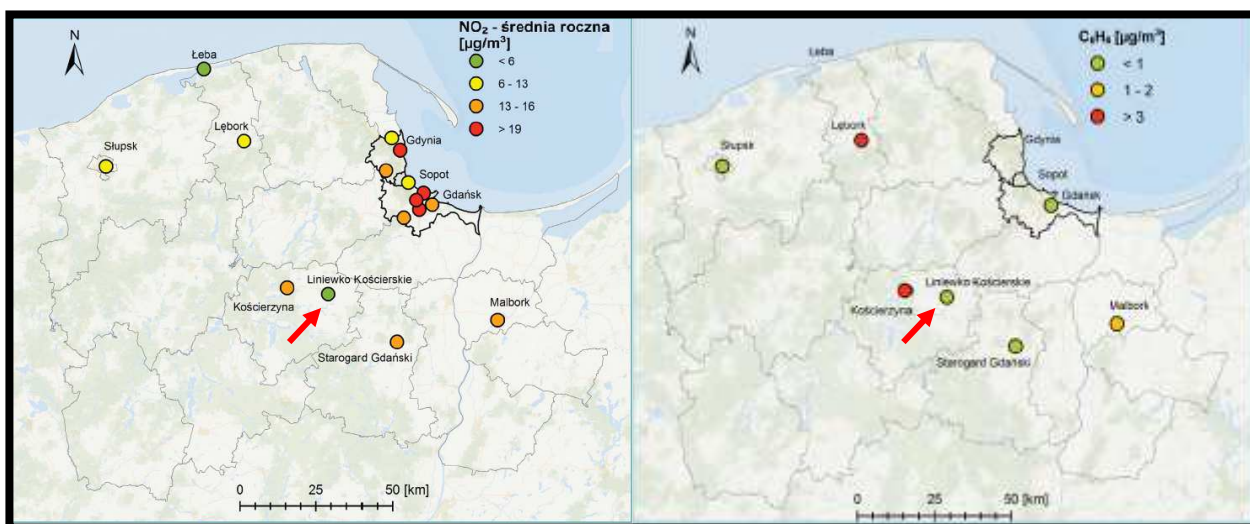 N
NO₂ - średnia roczna
[µg/m³]
< 6
6 - 13
13 - 16
> 19
Łeba
Lębork
Słupsk
Gdynia
Sopot
Gdańsk
Liniewko Kościerskie
Kościerzyna
Malbork
Starogard Gdański
0 25 50 [km]
N
C₆H₆ [µg/m³]
< 1
1 - 2
> 3
Łeba
Lębork
Słupsk
Gdynia
Sopot
Gdańsk
Liniewko Kościerskie
Kościerzyna
Malbork
Starogard Gdański
0 25 50 [km]